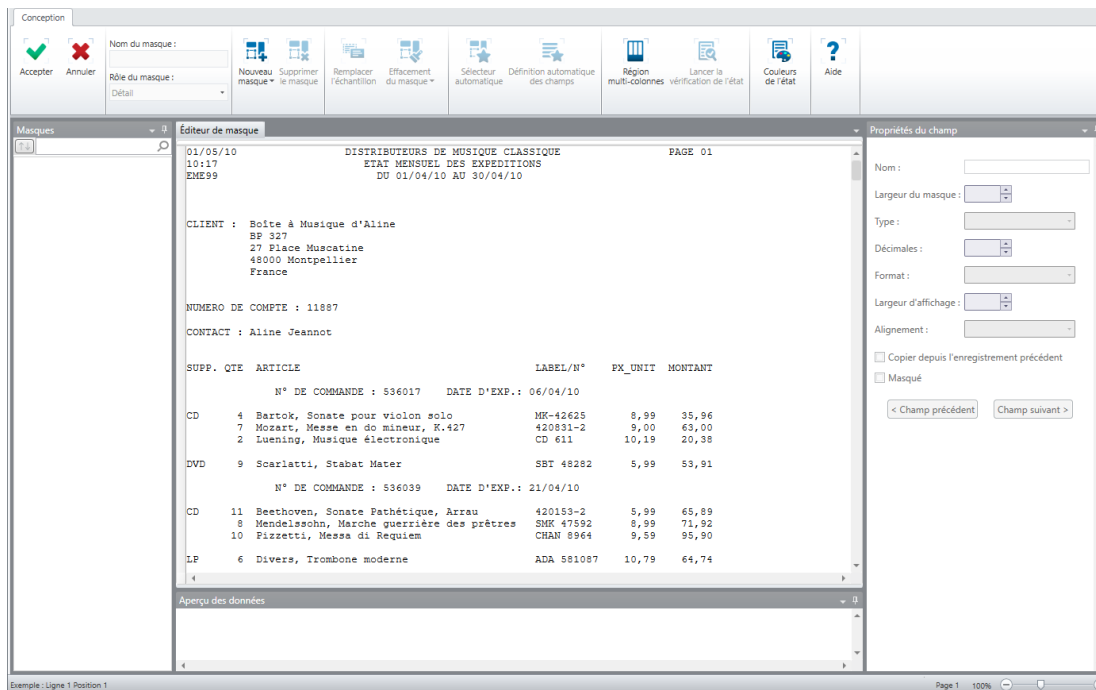 Conception
Accepter
Annuler
Nom du masque :
Rôle du masque :
Détail
Nouveau masque
Supprimer le masque
Remplacer l'échantillon
Effacement du masque
Sélecteur automatique
Définition automatique des champs
Région multi-colonnes
Lancer la vérification de l'état
Couleurs de l'état
Aide
Masques
Éditeur de masque
01/05/10 DISTRIBUTEURS DE MUSIQUE CLASSIQUE PAGE 01
10:17 ETAT MENSUEL DES EXPEDITIONS
EME99 DU 01/04/10 AU 30/04/10
CLIENT : Boîte à Musique d'Aline
BP 327
27 Place Muscatine
48000 Montpellier
France
NUMERO DE COMPTE : 11887
CONTACT : Aline Jeannot
SUPP. QTE ARTICLE LABEL/N° PX_UNIT MONTANT
N° DE COMMANDE : 536017 DATE D'EXP.: 06/04/10
CD 4 Bartok, Sonate pour violon solo MK-42625 8,99 35,96
7 Mozart, Messe en do mineur, K.427 420831-2 9,00 63,00
2 Luening, Musique électronique CD 611 10,19 20,38
DVD 9 Scarlatti, Stabat Mater SBT 48282 5,99 53,91
N° DE COMMANDE : 536039 DATE D'EXP.: 21/04/10
CD 11 Beethoven, Sonate Pathétique, Arrau 420153-2 5,99 65,89
8 Mendelssohn, Marche guerrière des prêtres SMK 47592 8,99 71,92
10 Pizzetti, Messa di Requiem CHAN 8964 9,59 95,90
LP 6 Divers, Trombone moderne ADA 581087 10,79 64,74
Aperçu des données
Propriétés du champ
Nom :
Largeur du masque :
Type :
Décimales :
Format :
Largeur d'affichage :
Alignement :
Copier depuis l'enregistrement précédent
Masqué
< Champ précédent
Champ suivant >
Exemple : Ligne 1 Position 1
Page 1 100%